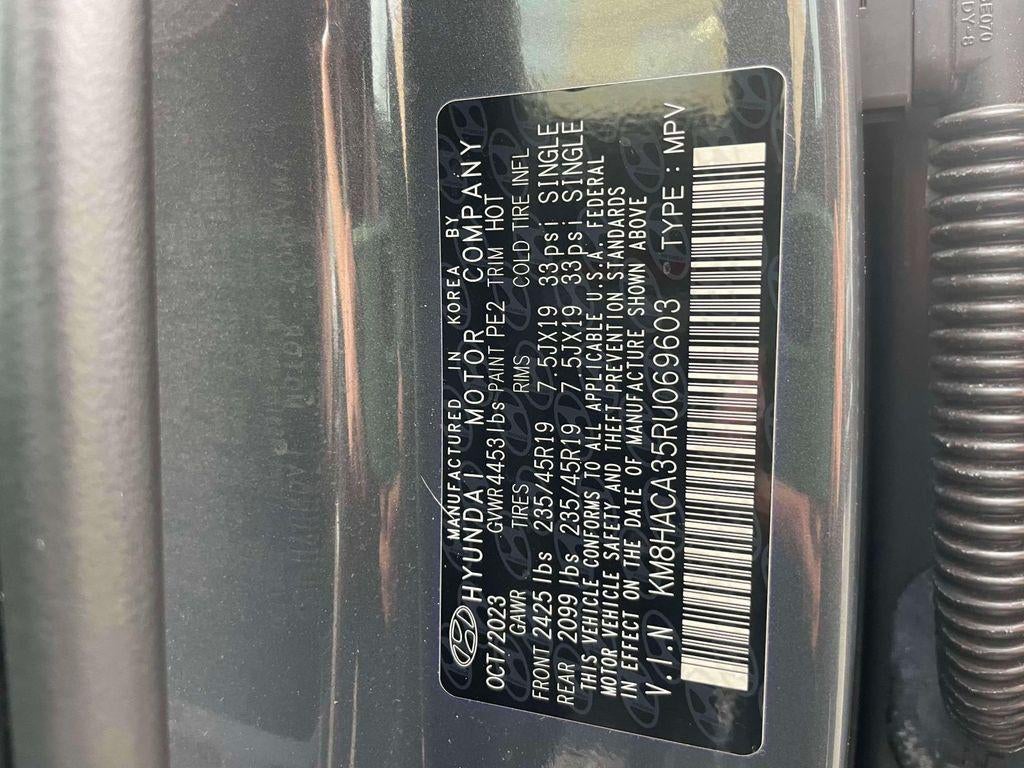 MANUFACTURED IN KOREA BY
HYUNDAI MOTOR COMPANY
OCT/2023 GVWR 4453 lbs PAINT PE2 TRIM HOT
GAWR TIRES RIMS COLD TIRE INFL
FRONT 2425 lbs 235/45R19 7.5JX19 33psi SINGLE
REAR 2099 lbs 235/45R19 7.5JX19 33psi SINGLE
THIS VEHICLE CONFORMS TO ALL APPLICABLE U.S.A. FEDERAL
MOTOR VEHICLE SAFETY AND THEFT PREVENTION STANDARDS
IN EFFECT ON THE DATE OF MANUFACTURE SHOWN ABOVE
V.I.N KM8HACA35RU069603 TYPE : MPV